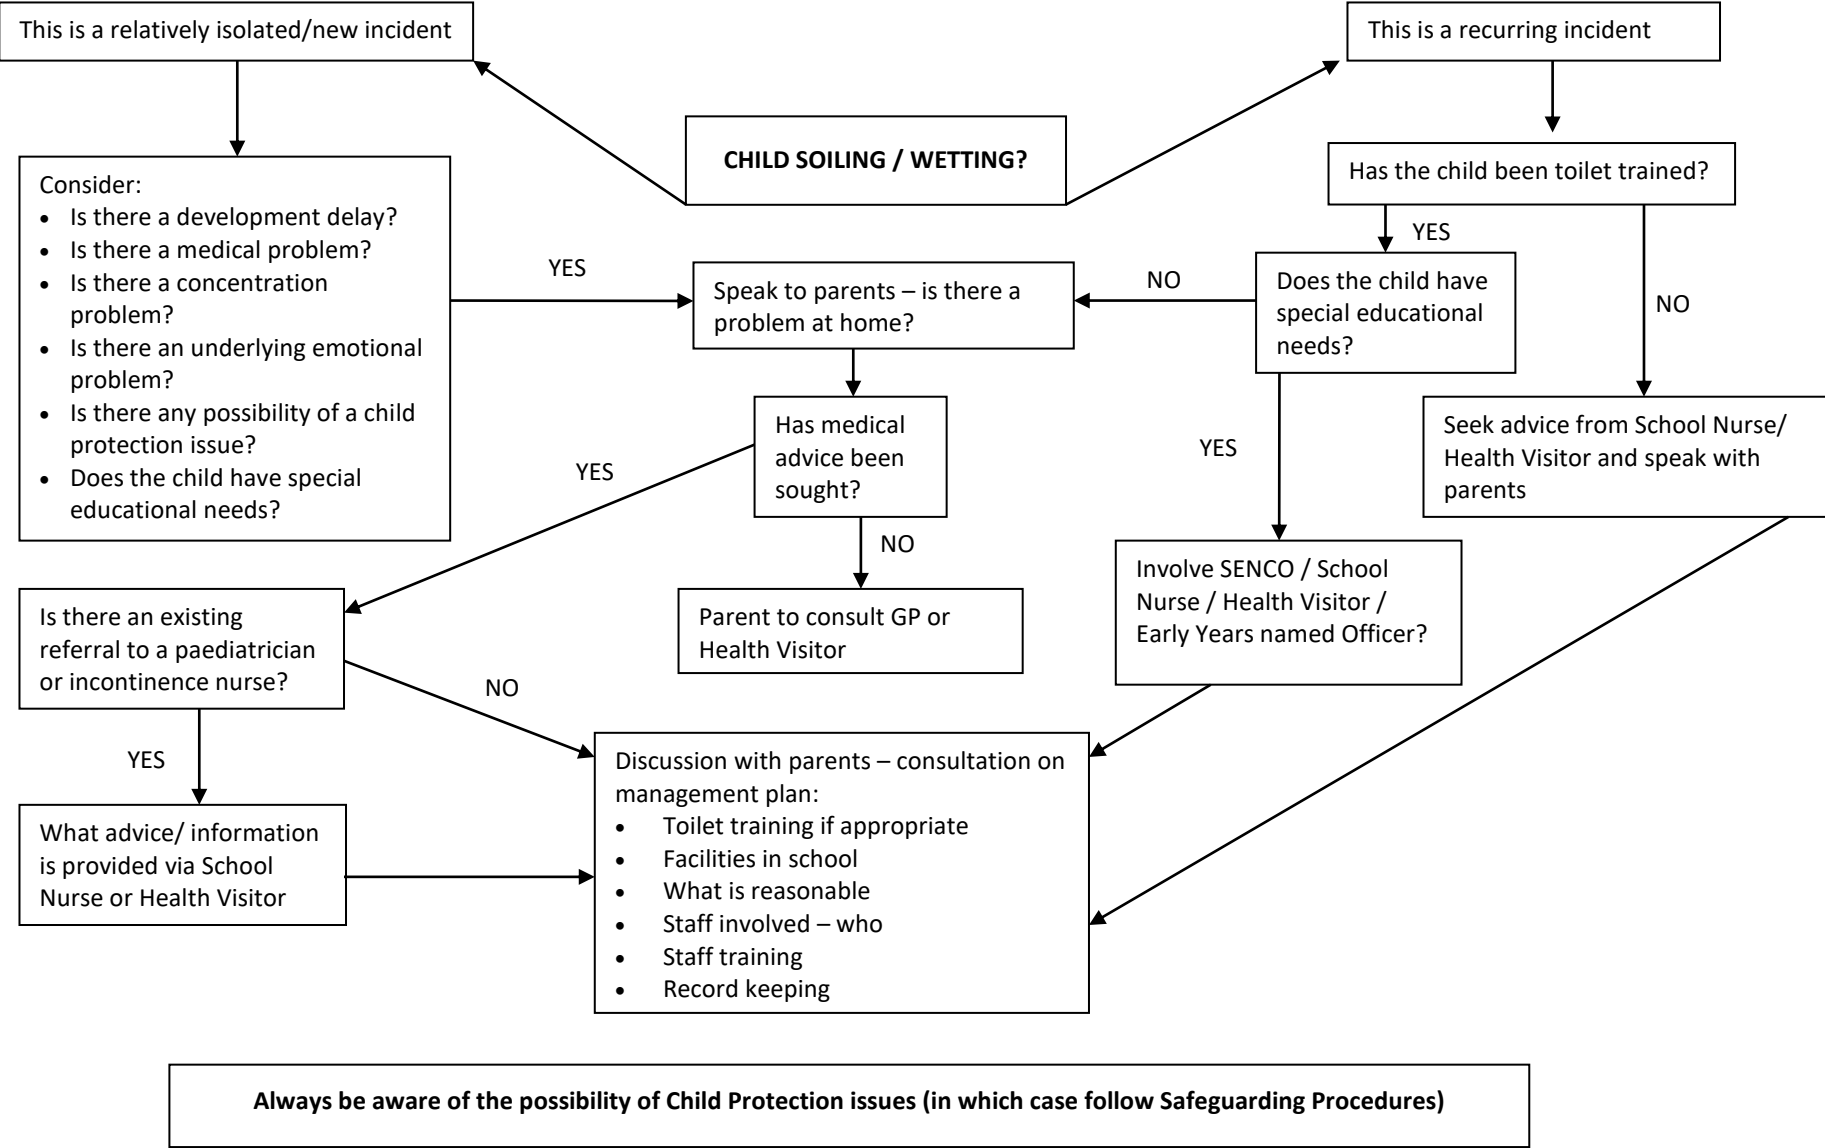 This is a relatively isolated/new incident
This is a recurring incident
CHILD SOILING / WETTING?
Has the child been toilet trained?
Consider:
• Is there a development delay?
• Is there a medical problem?
• Is there a concentration
problem?
• Is there an underlying emotional
problem?
• Is there any possibility of a child
protection issue?
• Does the child have special
educational needs?
YES
Speak to parents – is there a
problem at home?
NO
YES
Does the child have
special educational
needs?
NO
Has medical
advice been
sought?
YES
NO
YES
Seek advice from School Nurse/
Health Visitor and speak with
parents
Is there an existing
referral to a paediatrician
or incontinence nurse?
Parent to consult GP or
Health Visitor
Involve SENCO / School
Nurse / Health Visitor /
Early Years named Officer?
NO
YES
What advice/ information
is provided via School
Nurse or Health Visitor
Discussion with parents – consultation on
management plan:
• Toilet training if appropriate
• Facilities in school
• What is reasonable
• Staff involved – who
• Staff training
• Record keeping
Always be aware of the possibility of Child Protection issues (in which case follow Safeguarding Procedures)